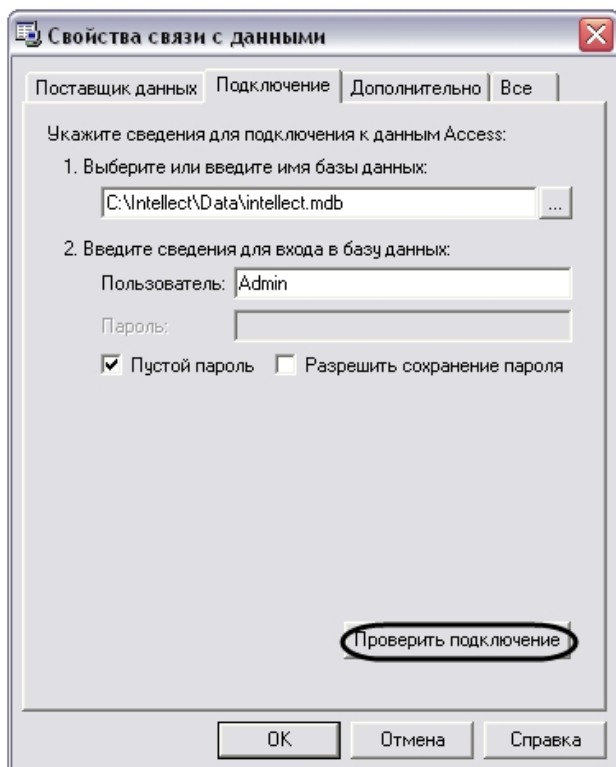 Свойства связи с данными
Поставщик данных Подключение Дополнительно Все
Укажите сведения для подключения к данным Access:
1. Выберите или введите имя базы данных:
C:\Intellect\Data\intellect.mdb ...
2. Введите сведения для входа в базу данных:
Пользователь: Admin
Пароль:
Пустой пароль Разрешить сохранение пароля
Проверить подключение
OK Отмена Справка